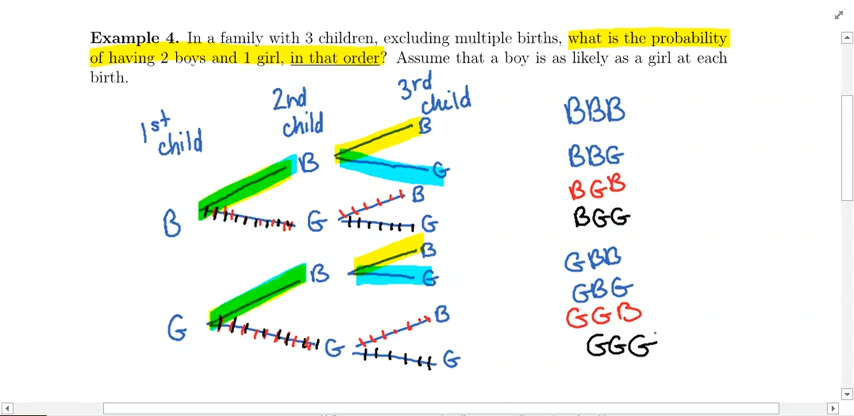 Example 4. In a family with 3 children, excluding multiple births, what is the probability
of having 2 boys and 1 girl, in that order? Assume that a boy is as likely as a girl at each
birth.
1st
child
2nd
child
3rd
child
B
B
B
G
G
B
G
G
B
B
G
G
B
G
BBB
BBG
BGB
BGG
GBB
GBG
GGB
GGG